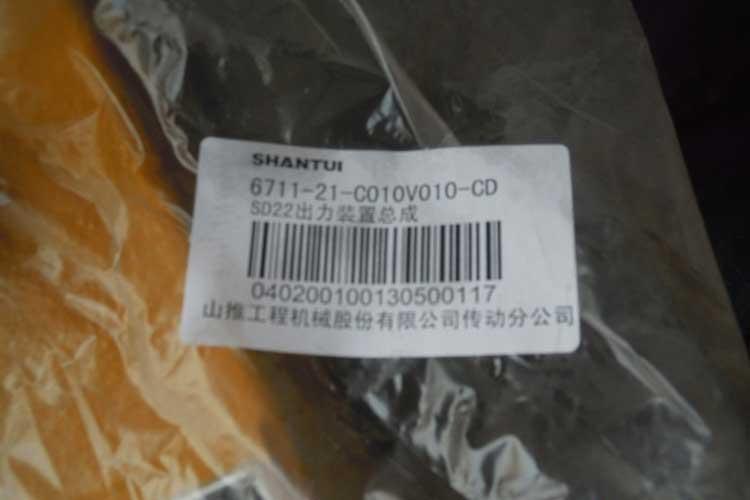 SHANTUI
6711-21-C010V010-CD
SD22出力装置总成
040200100130500117
山推工程机械股份有限公司传动分公司